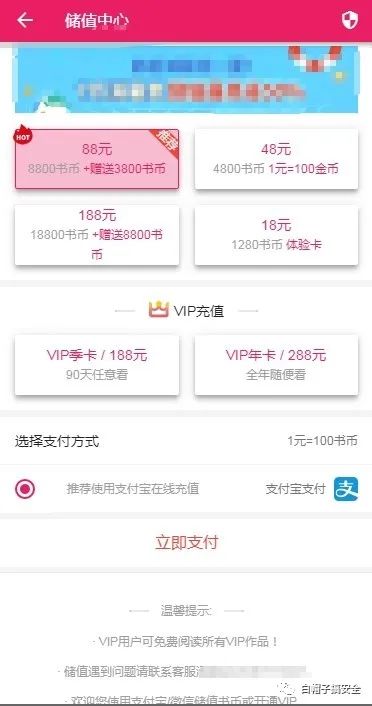 储值中心
HOT
推荐
88元
8800书币 +赠送3800书币
48元
4800书币 1元=100金币
188元
18800书币 +赠送8800书
币
18元
1280书币 体验卡
VIP充值
VIP季卡 / 188元
90天任意看
VIP年卡 / 288元
全年随便看
选择支付方式
1元=100书币
推荐使用支付宝在线充值
支付宝支付
支
立即支付
温馨提示:
· VIP用户可免费阅读所有VIP作品！
· 储值遇到问题请联系客服
· 欢迎您使用支付宝/微信储值书币或开通VIP
白帽子搞安全